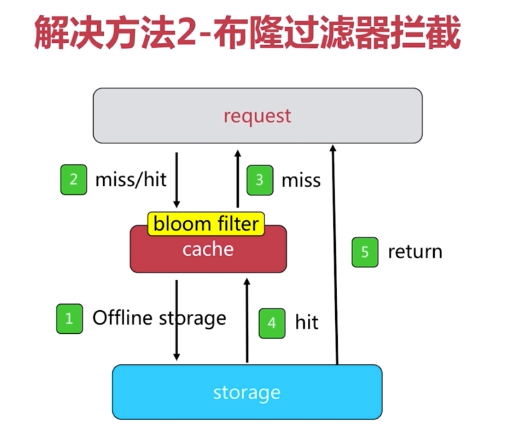 解决方法2-布隆过滤器拦截
request
2 miss/hit
3 miss
bloom filter
cache
5 return
1 Offline storage
4 hit
storage